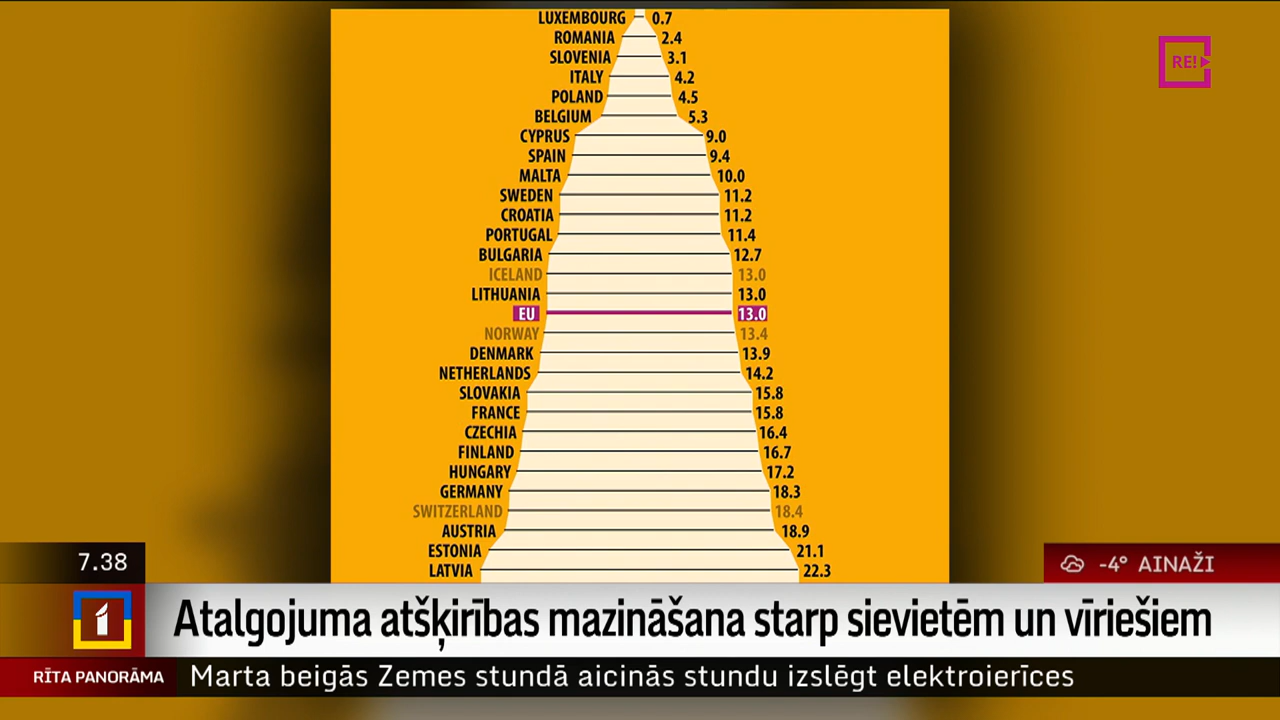 LUXEMBOURG 0.7
ROMANIA 2.4
SLOVENIA 3.1
ITALY 4.2
POLAND 4.5
BELGIUM 5.3
CYPRUS 9.0
SPAIN 9.4
MALTA 10.0
SWEDEN 11.2
CROATIA 11.2
PORTUGAL 11.4
BULGARIA 12.7
ICELAND 13.0
LITHUANIA 13.0
EU 13.0
NORWAY 13.4
DENMARK 13.9
NETHERLANDS 14.2
SLOVAKIA 15.8
FRANCE 15.8
CZECHIA 16.4
FINLAND 16.7
HUNGARY 17.2
GERMANY 18.3
SWITZERLAND 18.4
AUSTRIA 18.9
ESTONIA 21.1
LATVIA 22.3
RE!
7.38
-4° AINAŽI
1
Atalgojuma atšķirības mazināšana starp sievietēm un vīriešiem
RĪTA PANORĀMA
Marta beigās Zemes stundā aicinās stundu izslēgt elektroierīces